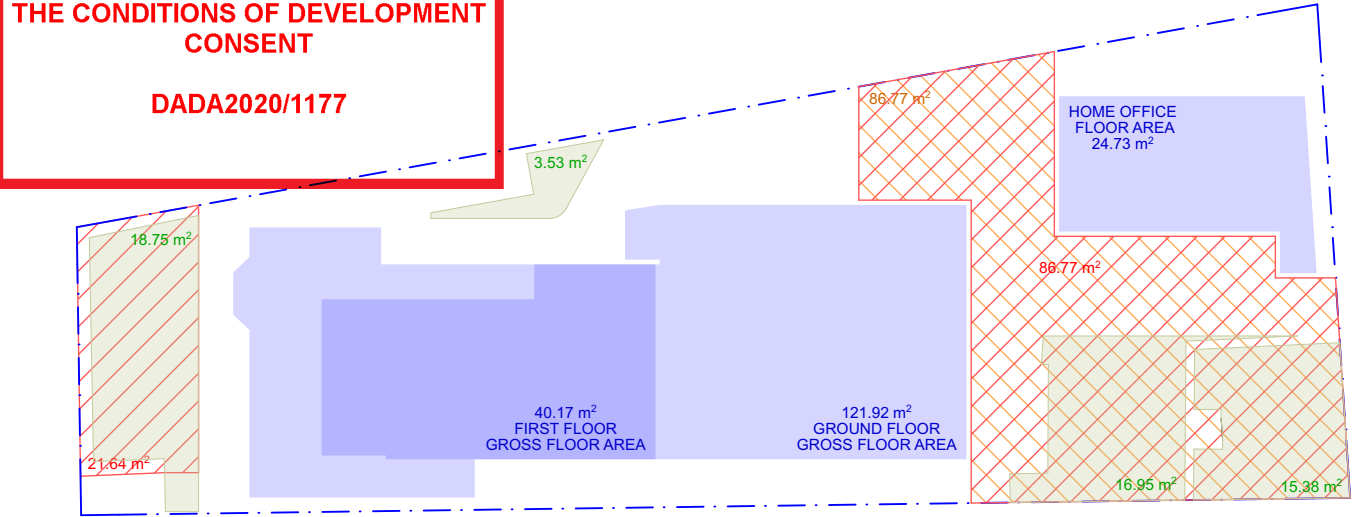 THE CONDITIONS OF DEVELOPMENT
CONSENT
DADA2020/1177
86.77 m²
HOME OFFICE
FLOOR AREA
24.73 m²
3.53 m²
18.75 m²
86.77 m²
40.17 m²
FIRST FLOOR
GROSS FLOOR AREA
121.92 m²
GROUND FLOOR
GROSS FLOOR AREA
21.64 m²
16.95 m²
15.38 m²